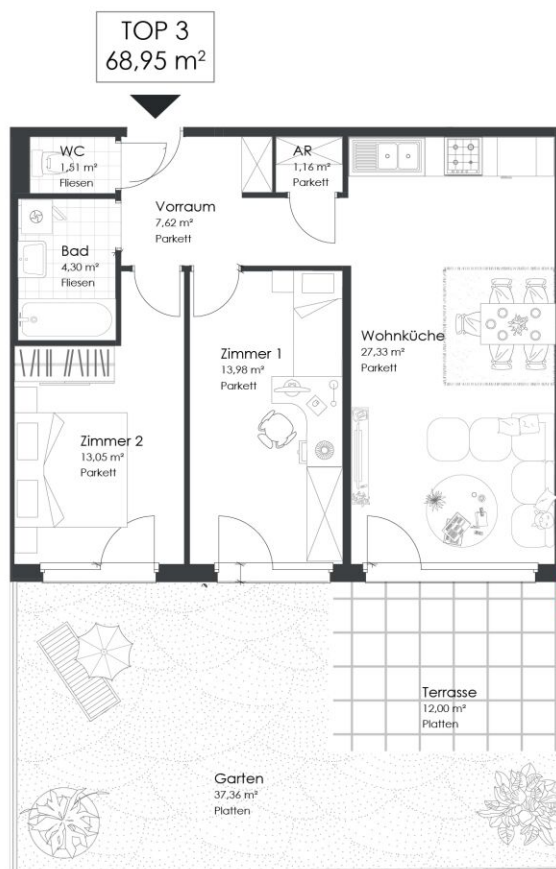 TOP 3
68,95 m²
WC
1,51 m²
Fliesen
AR
1,16 m²
Parkett
Vorraum
7,62 m²
Parkett
Bad
4,30 m²
Fliesen
Zimmer 1
13,98 m²
Parkett
Wohnküche
27,33 m²
Parkett
Zimmer 2
13,05 m²
Parkett
Terrasse
12,00 m²
Platten
Garten
37,36 m²
Platten